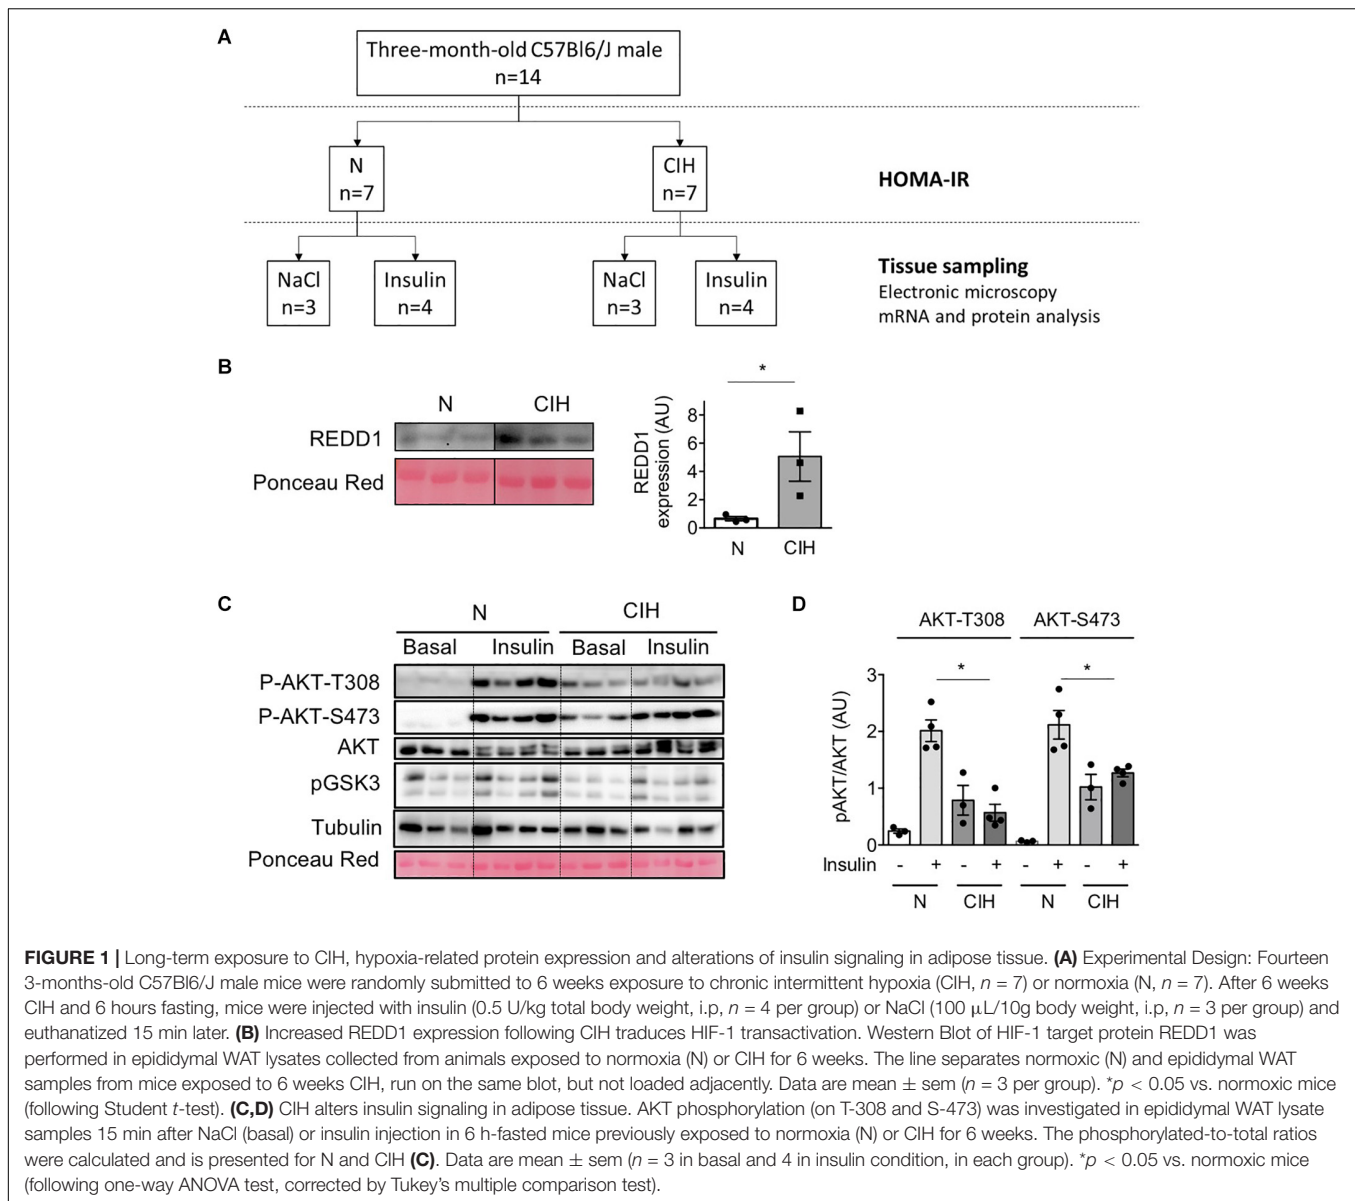 A
Three-month-old C57Bl6/J male
n=14
N
n=7
CIH
n=7
HOMA-IR
NaCl
n=3
Insulin
n=4
NaCl
n=3
Insulin
n=4
Tissue sampling
Electronic microscopy
mRNA and protein analysis
B
N CIH
REDD1
Ponceau Red
*
REDD1
expression (AU)
8
6
4
2
0
N CIH
C
N CIH
Basal Insulin Basal Insulin
P-AKT-T308
P-AKT-S473
AKT
pGSK3
Tubulin
Ponceau Red
D
AKT-T308 AKT-S473
* *
pAKT/AKT (AU)
3
2
1
0
Insulin - + - + - + - +
N CIH N CIH
FIGURE 1 | Long-term exposure to CIH, hypoxia-related protein expression and alterations of insulin signaling in adipose tissue. (A) Experimental Design: Fourteen
3-months-old C57Bl6/J male mice were randomly submitted to 6 weeks exposure to chronic intermittent hypoxia (CIH, n = 7) or normoxia (N, n = 7). After 6 weeks
CIH and 6 hours fasting, mice were injected with insulin (0.5 U/kg total body weight, i.p, n = 4 per group) or NaCl (100 μL/10g body weight, i.p, n = 3 per group) and
euthanatized 15 min later. (B) Increased REDD1 expression following CIH traduces HIF-1 transactivation. Western Blot of HIF-1 target protein REDD1 was
performed in epididymal WAT lysates collected from animals exposed to normoxia (N) or CIH for 6 weeks. The line separates normoxic (N) and epididymal WAT
samples from mice exposed to 6 weeks CIH, run on the same blot, but not loaded adjacently. Data are mean ± sem (n = 3 per group). *p < 0.05 vs. normoxic mice
(following Student t-test). (C,D) CIH alters insulin signaling in adipose tissue. AKT phosphorylation (on T-308 and S-473) was investigated in epididymal WAT lysate
samples 15 min after NaCl (basal) or insulin injection in 6 h-fasted mice previously exposed to normoxia (N) or CIH for 6 weeks. The phosphorylated-to-total ratios
were calculated and is presented for N and CIH (C). Data are mean ± sem (n = 3 in basal and 4 in insulin condition, in each group). *p < 0.05 vs. normoxic mice
(following one-way ANOVA test, corrected by Tukey's multiple comparison test).